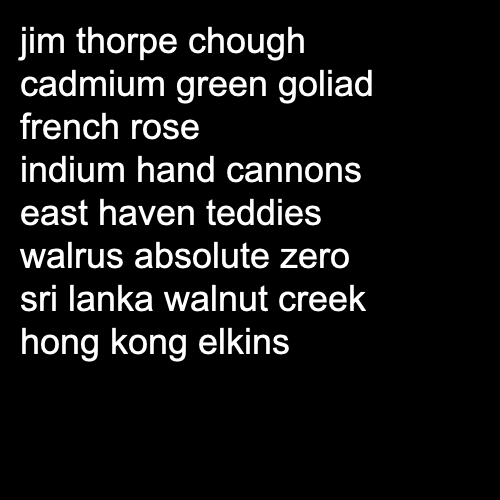 jim thorpe chough
cadmium green goliad
french rose
indium hand cannons
east haven teddies
walrus absolute zero
sri lanka walnut creek
hong kong elkins